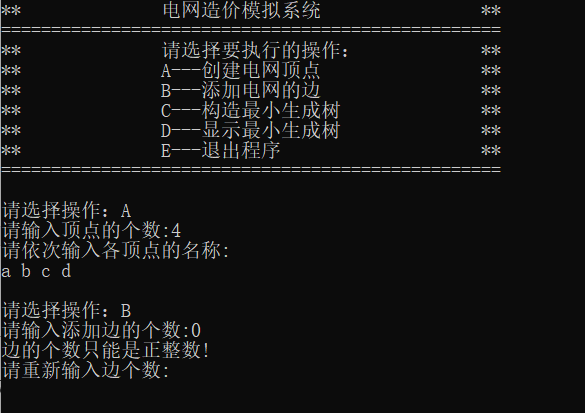 ** 电网造价模拟系统 **
==================================================
** 请选择要执行的操作: **
** A---创建电网顶点 **
** B---添加电网的边 **
** C---构造最小生成树 **
** D---显示最小生成树 **
** E---退出程序 **
==================================================
请选择操作：A
请输入顶点的个数:4
请依次输入各顶点的名称:
a b c d
请选择操作：B
请输入添加边的个数:0
边的个数只能是正整数!
请重新输入边个数: